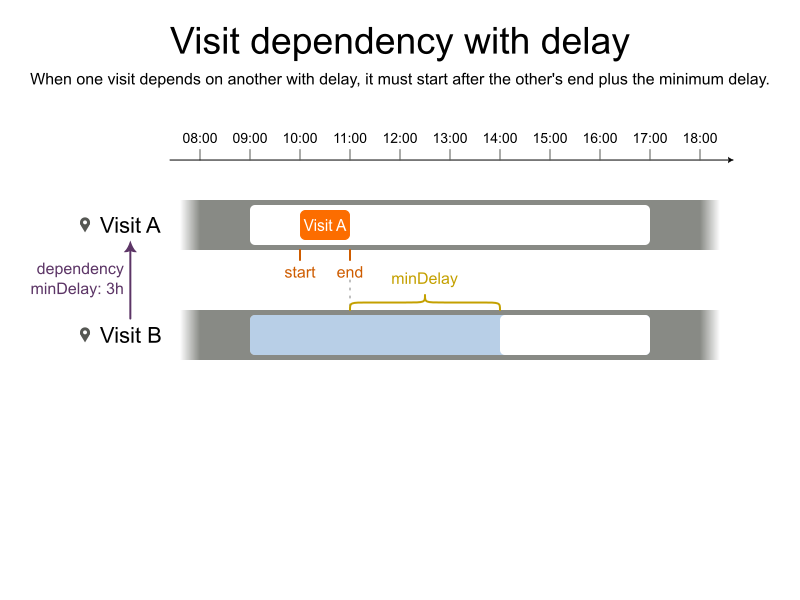 Visit dependency with delay
When one visit depends on another with delay, it must start after the other's end plus the minimum delay.
08:00 09:00 10:00 11:00 12:00 13:00 14:00 15:00 16:00 17:00 18:00
Visit A
Visit A
start
end
dependency
minDelay: 3h
minDelay
Visit B